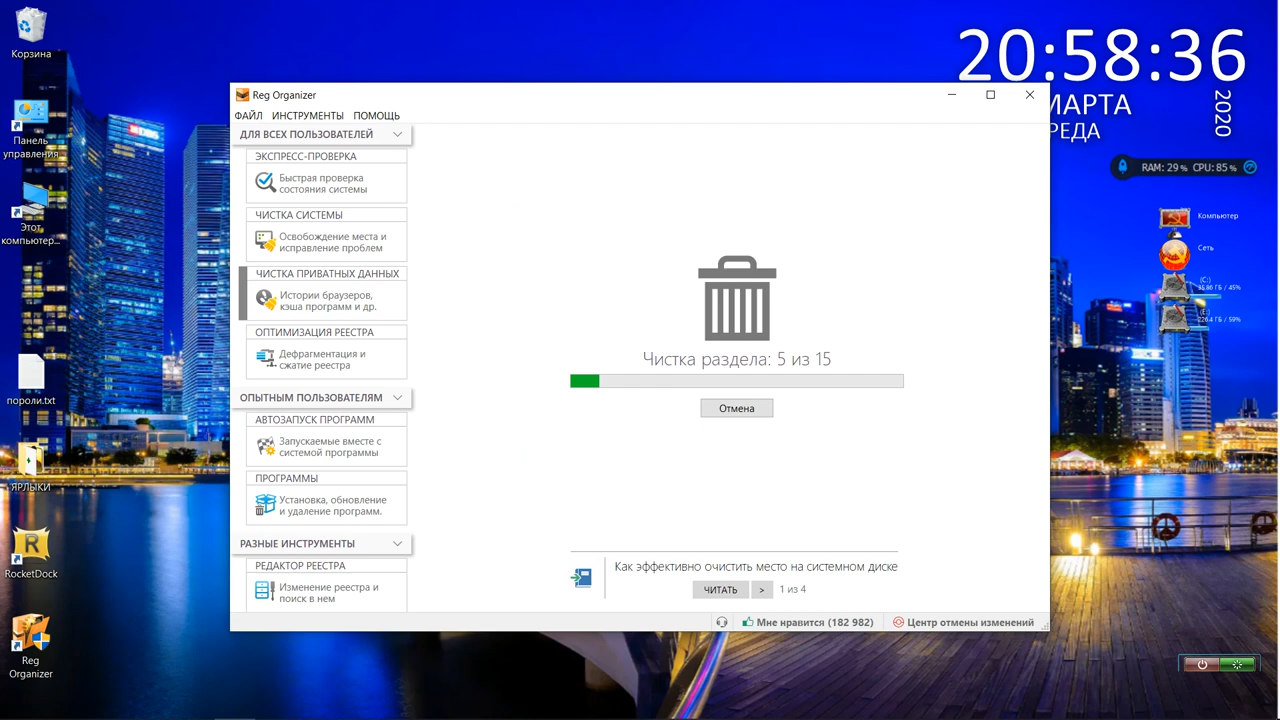 Корзина
Панель
управления
Этот
компьютер...
пороли.txt
ЯРЛЫКИ
RocketDock
Reg
Organizer
Reg Organizer
ФАЙЛ ИНСТРУМЕНТЫ ПОМОЩЬ
ДЛЯ ВСЕХ ПОЛЬЗОВАТЕЛЕЙ
ЭКСПРЕСС-ПРОВЕРКА
Быстрая проверка
состояния системы
ЧИСТКА СИСТЕМЫ
Освобождение места и
исправление проблем
ЧИСТКА ПРИВАТНЫХ ДАННЫХ
Истории браузеров,
кэша программ и др.
ОПТИМИЗАЦИЯ РЕЕСТРА
Дефрагментация и
сжатие реестра
ОПЫТНЫМ ПОЛЬЗОВАТЕЛЯМ
АВТОЗАПУСК ПРОГРАММ
Запускаемые вместе с
системой программы
ПРОГРАММЫ
Установка, обновление
и удаление программ.
РАЗНЫЕ ИНСТРУМЕНТЫ
РЕДАКТОР РЕЕСТРА
Изменение реестра и
поиск в нем
Чистка раздела: 5 из 15
Отмена
Как эффективно очистить место на системном диске
ЧИТАТЬ > 1 из 4
Мне нравится (182 982) Центр отмены изменений
20:58:36
МАРТА
РЕДА
2020
RAM: 29 % CPU: 85 %
Компьютер
Сеть
(C:)